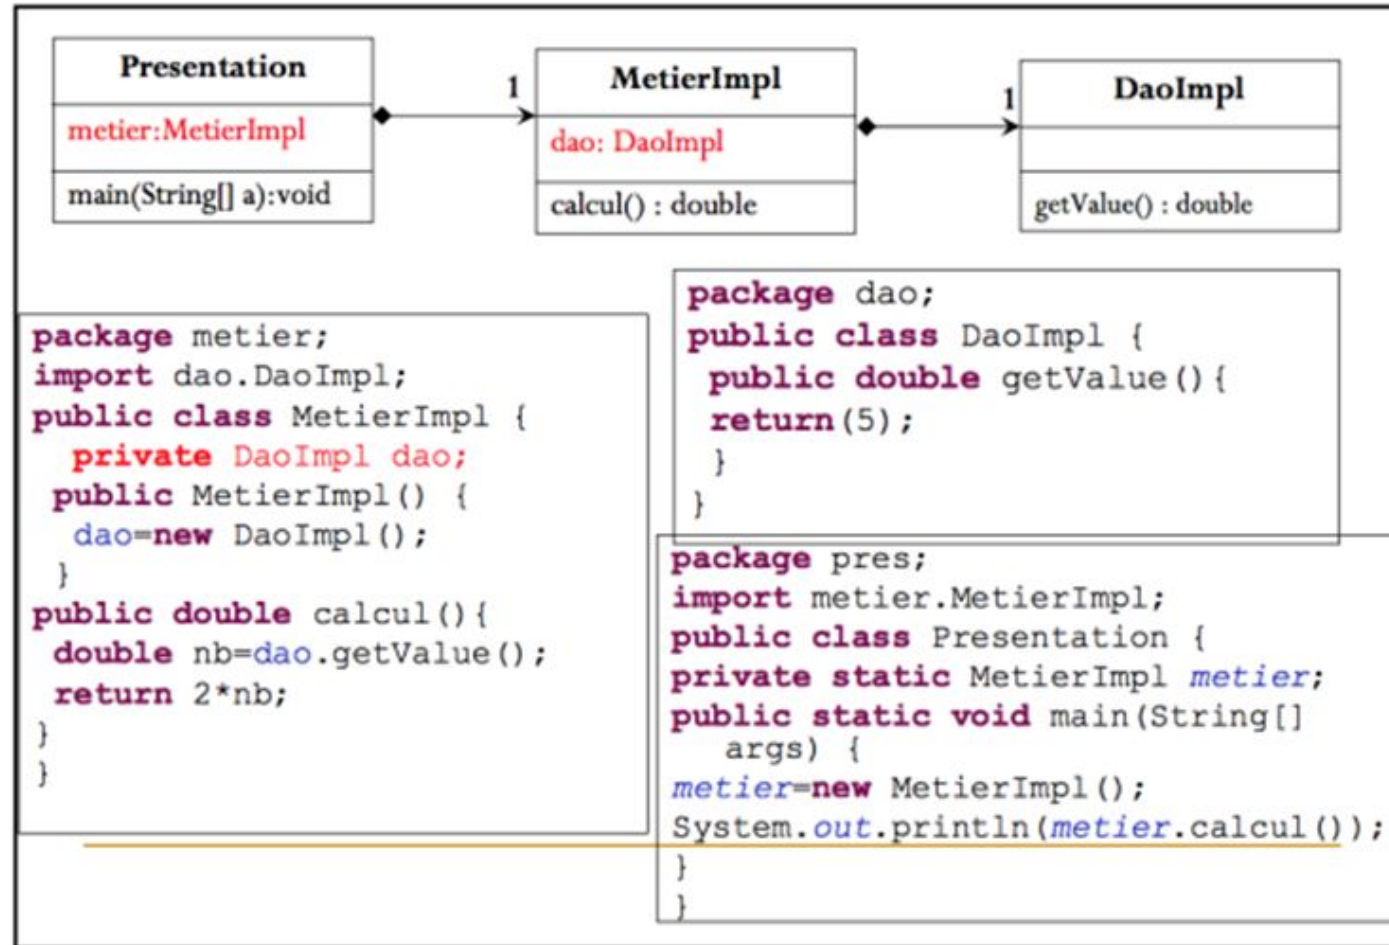 Presentation
metier:MetierImpl
main(String[] a):void
1
MetierImpl
dao: DaoImpl
calcul() : double
1
DaoImpl
getValue() : double
package metier;
import dao.DaoImpl;
public class MetierImpl {
private DaoImpl dao;
public MetierImpl() {
dao=new DaoImpl();
}
public double calcul(){
double nb=dao.getValue();
return 2*nb;
}
}
package dao;
public class DaoImpl {
public double getValue(){
return(5);
}
}
package pres;
import metier.MetierImpl;
public class Presentation {
private static MetierImpl metier;
public static void main(String[]
args) {
metier=new MetierImpl();
System.out.println(metier.calcul());
}
}